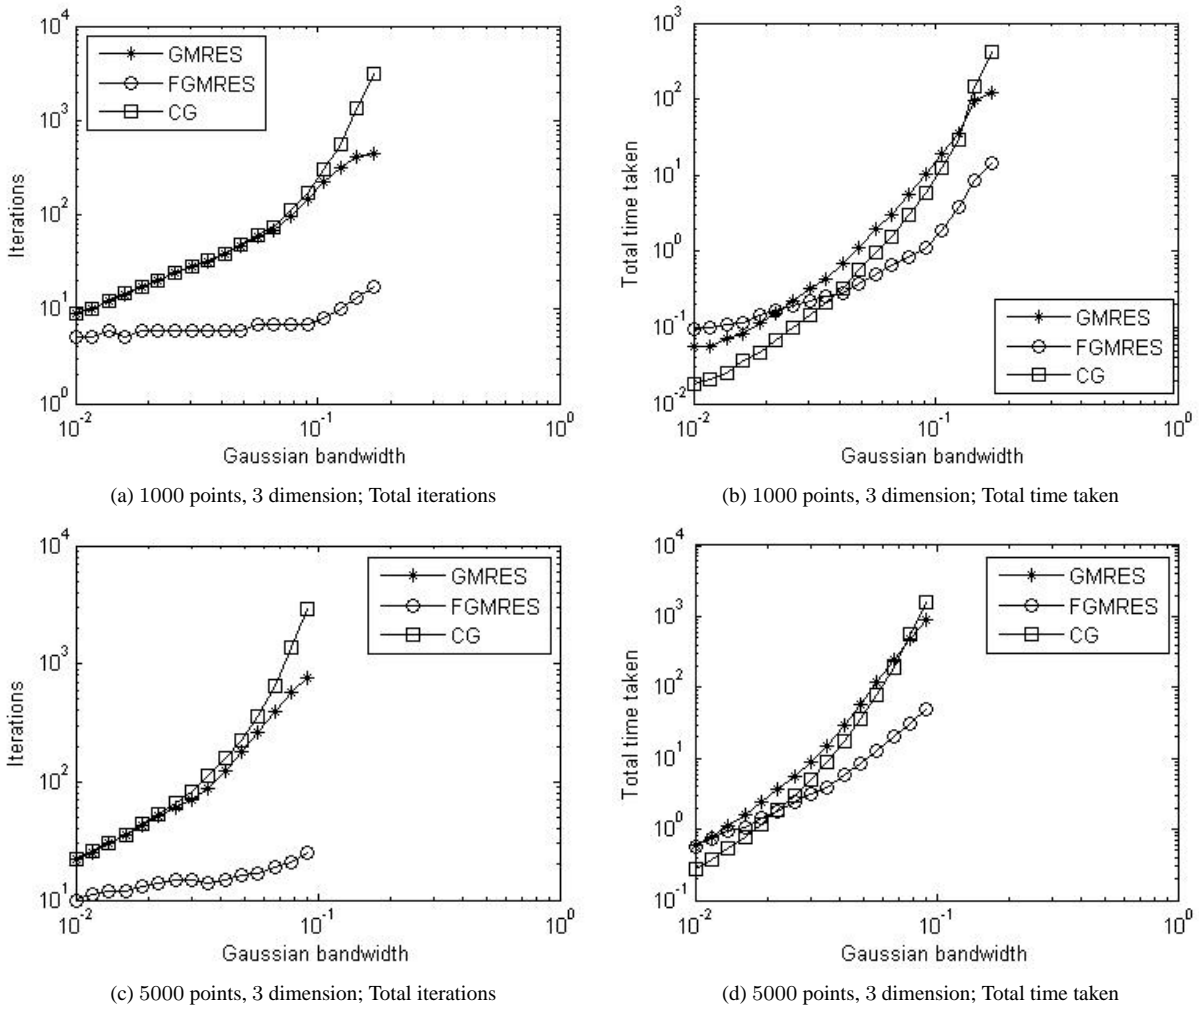 10^4
10^3
10^2
10^1
10^0
Iterations
GMRES
FGMRES
CG
10^-2
10^-1
10^0
Gaussian bandwidth
(a) 1000 points, 3 dimension; Total iterations
10^3
10^2
10^1
10^0
10^-1
10^-2
Total time taken
GMRES
FGMRES
CG
10^-2
10^-1
10^0
Gaussian bandwidth
(b) 1000 points, 3 dimension; Total time taken
10^4
10^3
10^2
10^1
Iterations
GMRES
FGMRES
CG
10^-2
10^-1
10^0
Gaussian bandwidth
(c) 5000 points, 3 dimension; Total iterations
10^4
10^3
10^2
10^1
10^0
10^-1
Total time taken
GMRES
FGMRES
CG
10^-2
10^-1
10^0
Gaussian bandwidth
(d) 5000 points, 3 dimension; Total time taken